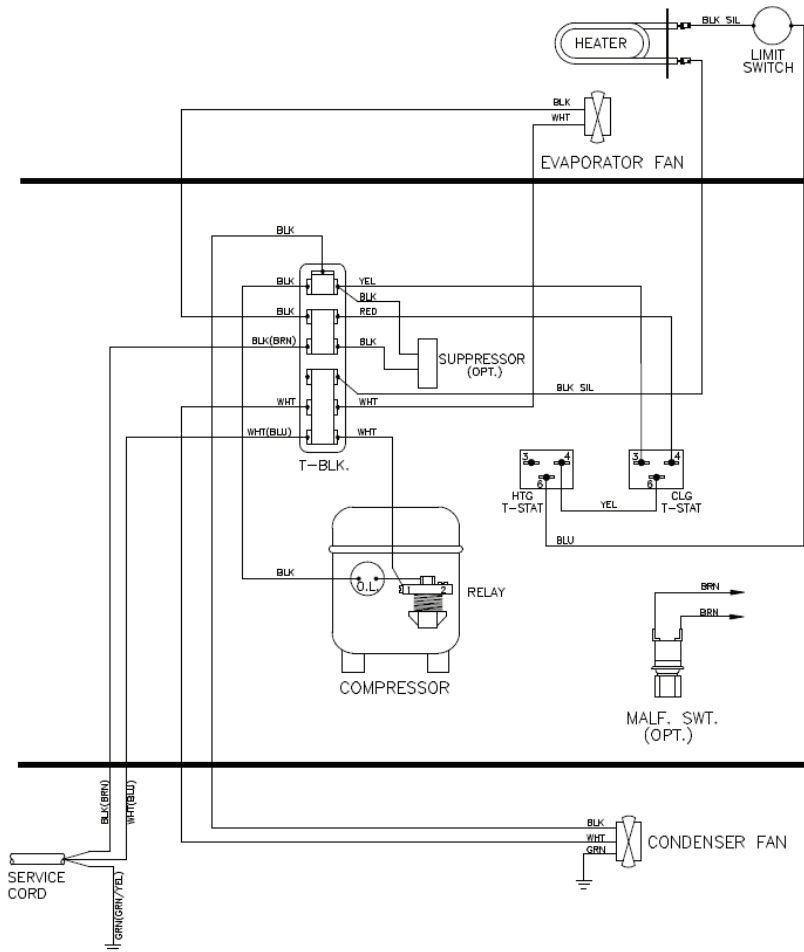 BLK SIL
HEATER
LIMIT
SWITCH
BLK
WHT
EVAPORATOR FAN
BLK
BLK
YEL
BLK
BLK
RED
BLK(BRN)
BLK
SUPPRESSOR
(OPT.)
BLK SIL
WHT
WHT
WHT(BLU)
WHT
T-BLK.
3
4
6
HTG
T-STAT
3
4
6
CLG
T-STAT
YEL
BLU
BLK
O.L.
1
2
RELAY
COMPRESSOR
BRN
BRN
MALF. SWT.
(OPT.)
BLK(BRN)
WHT(BLU)
BLK
WHT
GRN
CONDENSER FAN
SERVICE
CORD
GRN(GRN/YEL)